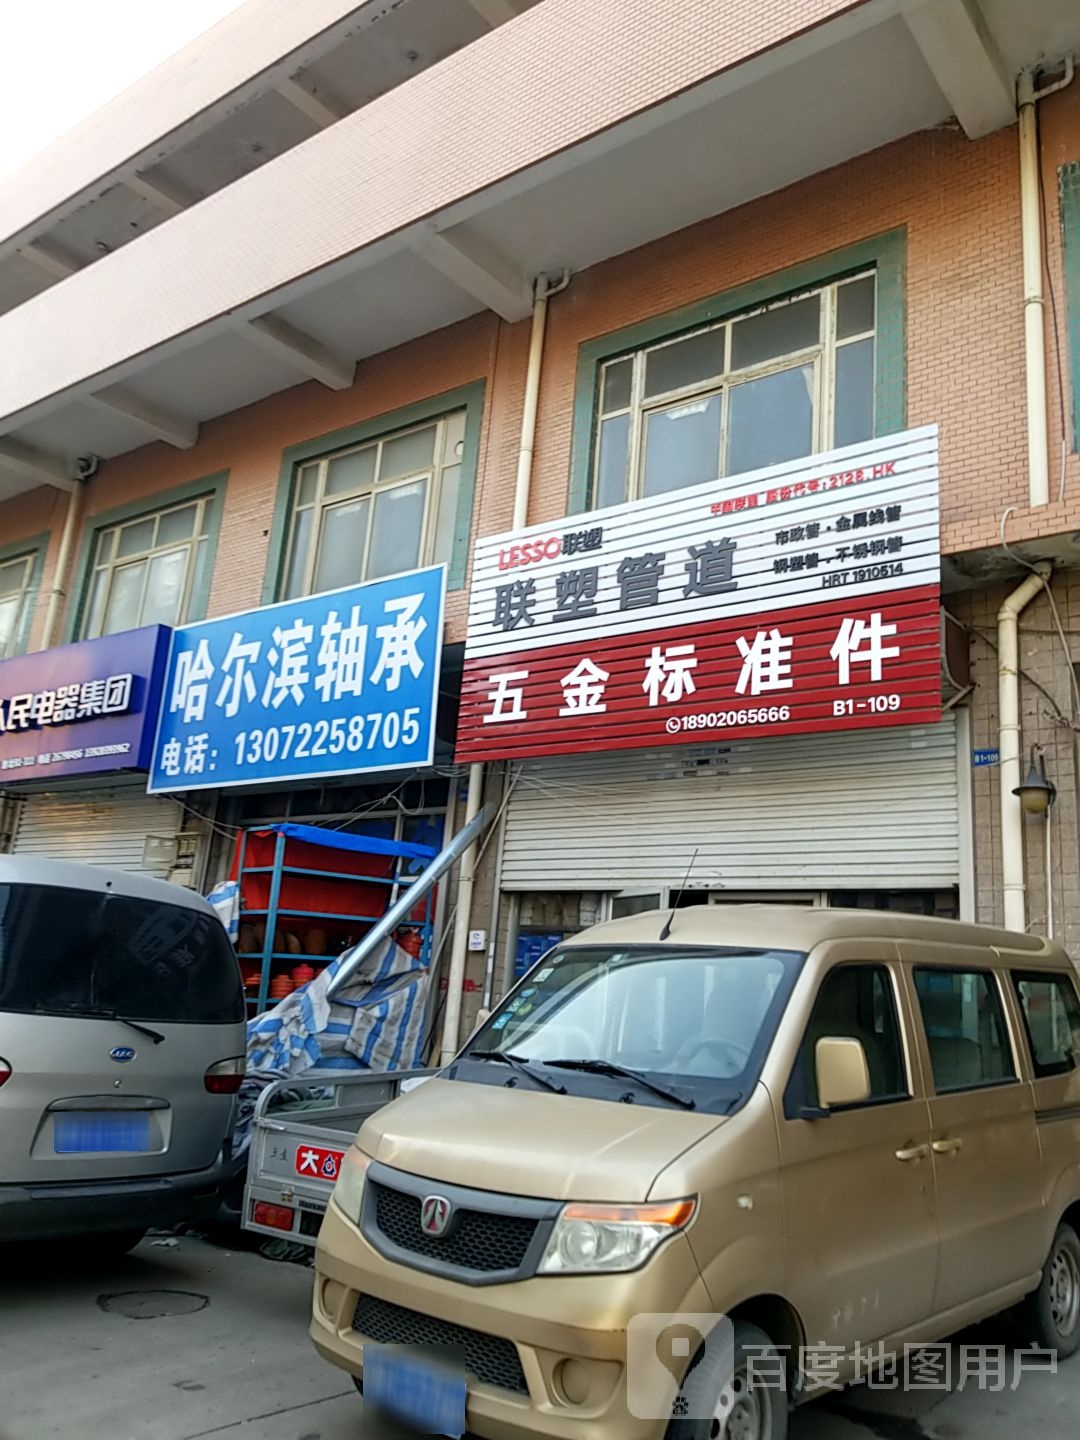 中国联塑 股份代号:2128.HK
LESSO联塑
联塑管道
市政管·金属线管
钢塑管·不锈钢管
HRT 1910514
五金标准件
18902065666 B1-109
B1-109
哈尔滨轴承
电话：13072258705
人民电器集团
JAC
百度地图用户